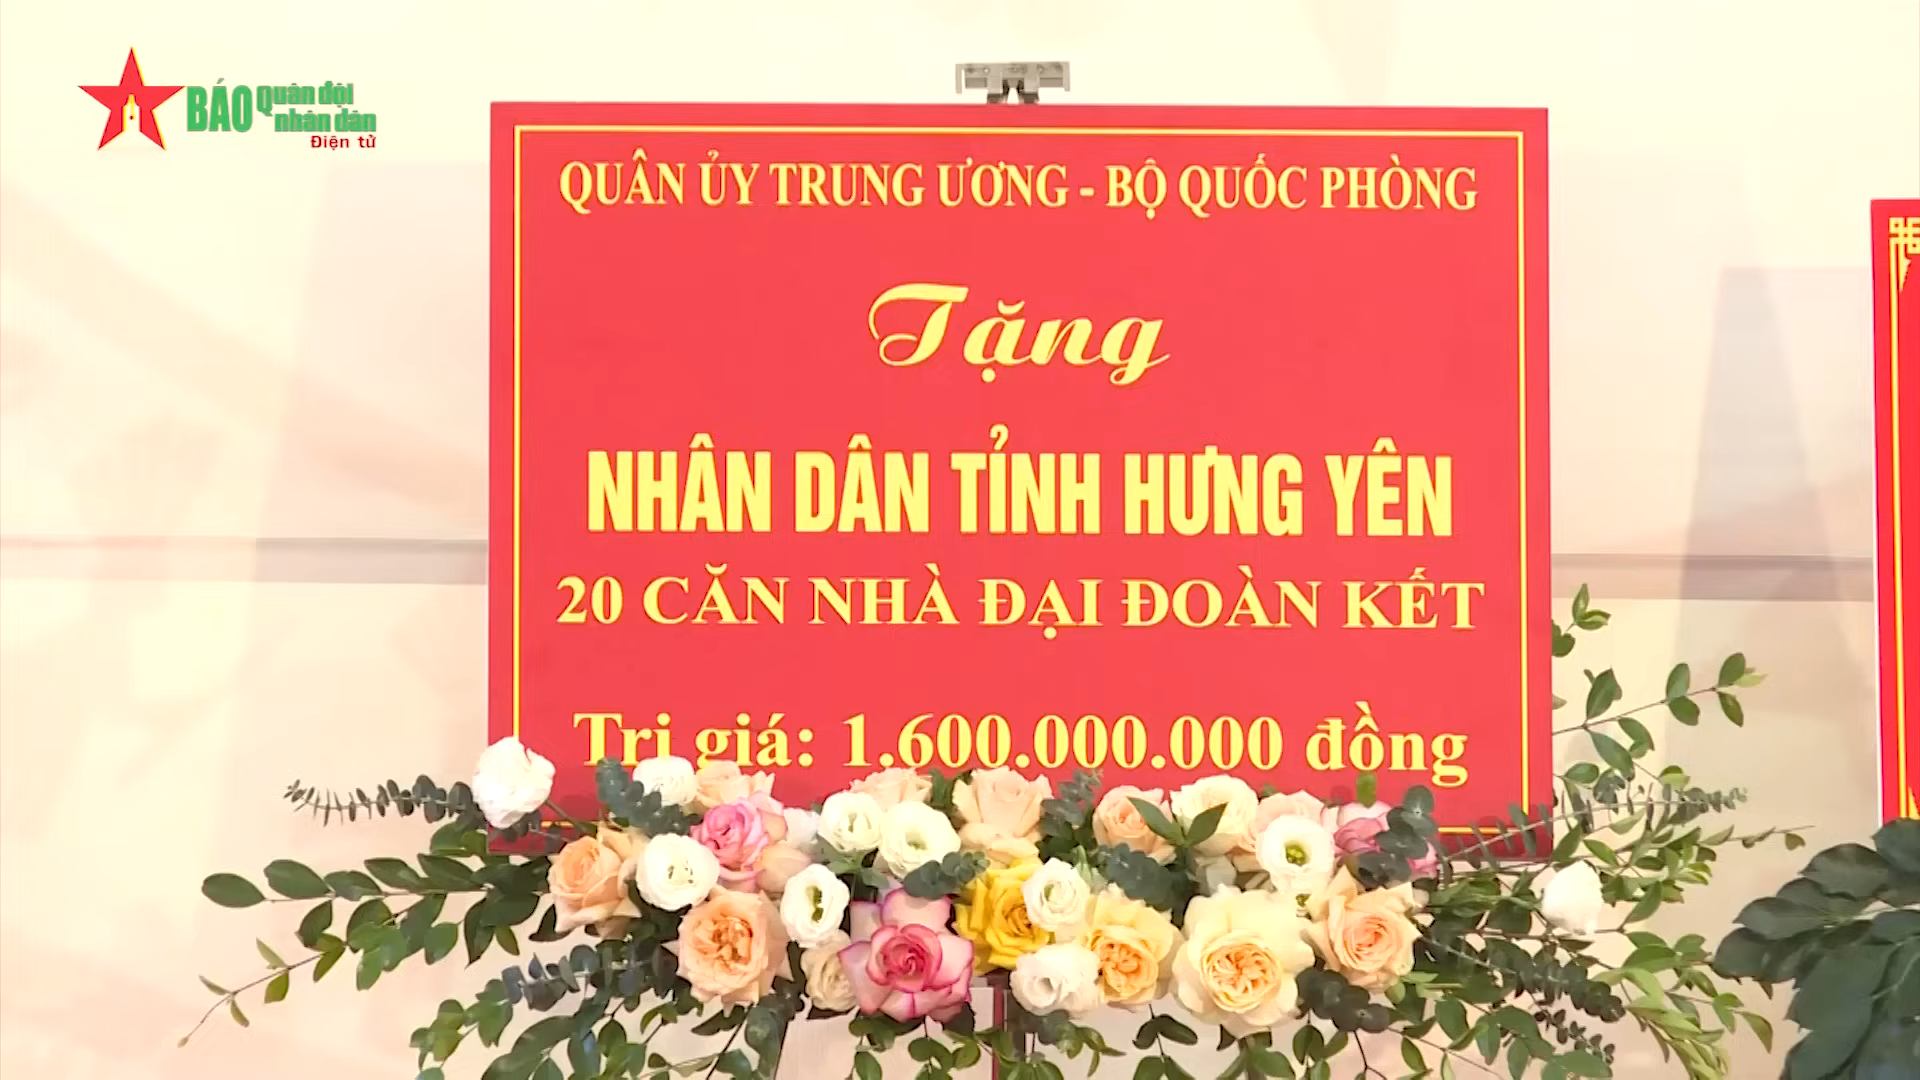 BÁO Quân đội
nhân dân
Điện tử
QUÂN ỦY TRUNG ƯƠNG - BỘ QUỐC PHÒNG
Tặng
NHÂN DÂN TỈNH HƯNG YÊN
20 CĂN NHÀ ĐẠI ĐOÀN KẾT
Trị giá: 1.600.000.000 đồng